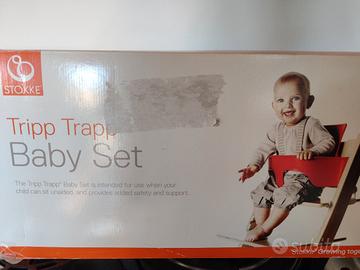 STOKKE
Tripp Trapp
Baby Set
The Tripp Trapp® Baby Set is intended for use when your
child can sit unaided, and provides added safety and support.
Stokke® Growing together
subito